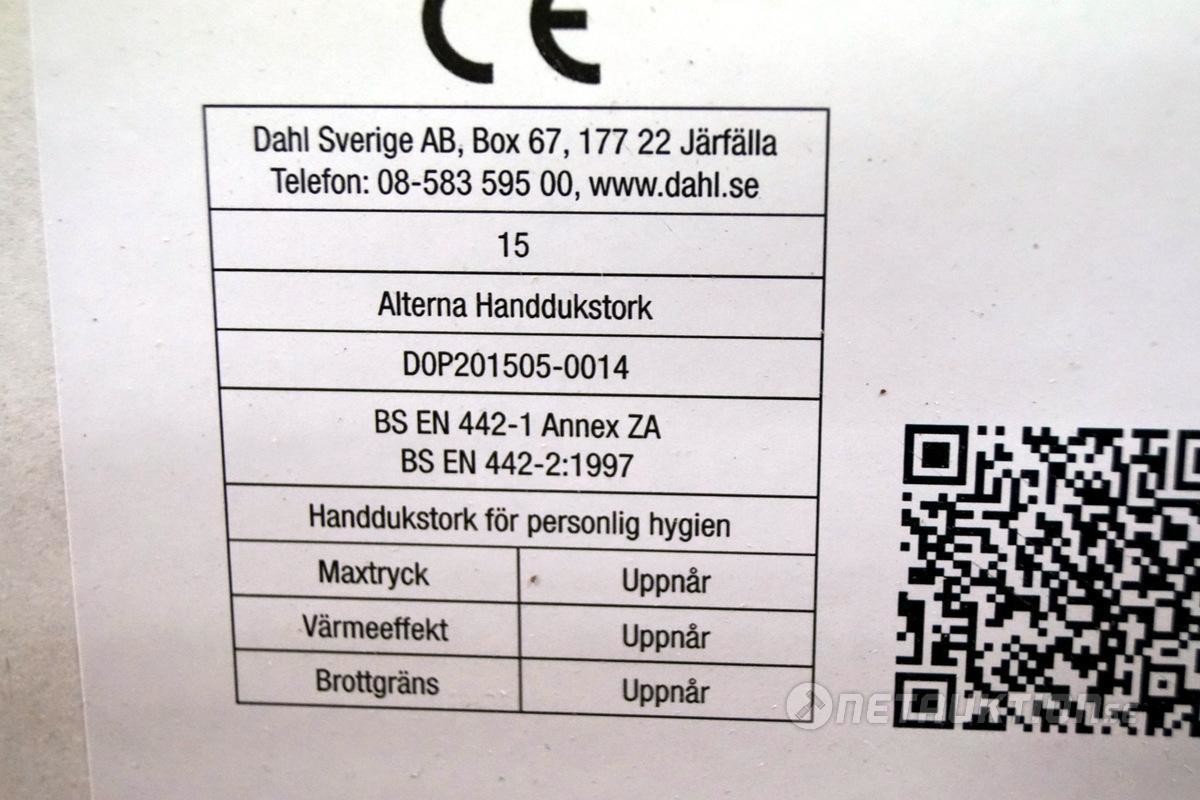 CE
Dahl Sverige AB, Box 67, 177 22 Järfälla
Telefon: 08-583 595 00, www.dahl.se
15
Alterna Handdukstork
D0P201505-0014
BS EN 442-1 Annex ZA
BS EN 442-2:1997
Handdukstork för personlig hygien
Maxtryck Uppnår
Värmeeffekt Uppnår
Brottgräns Uppnår
NETAUKTION.SE